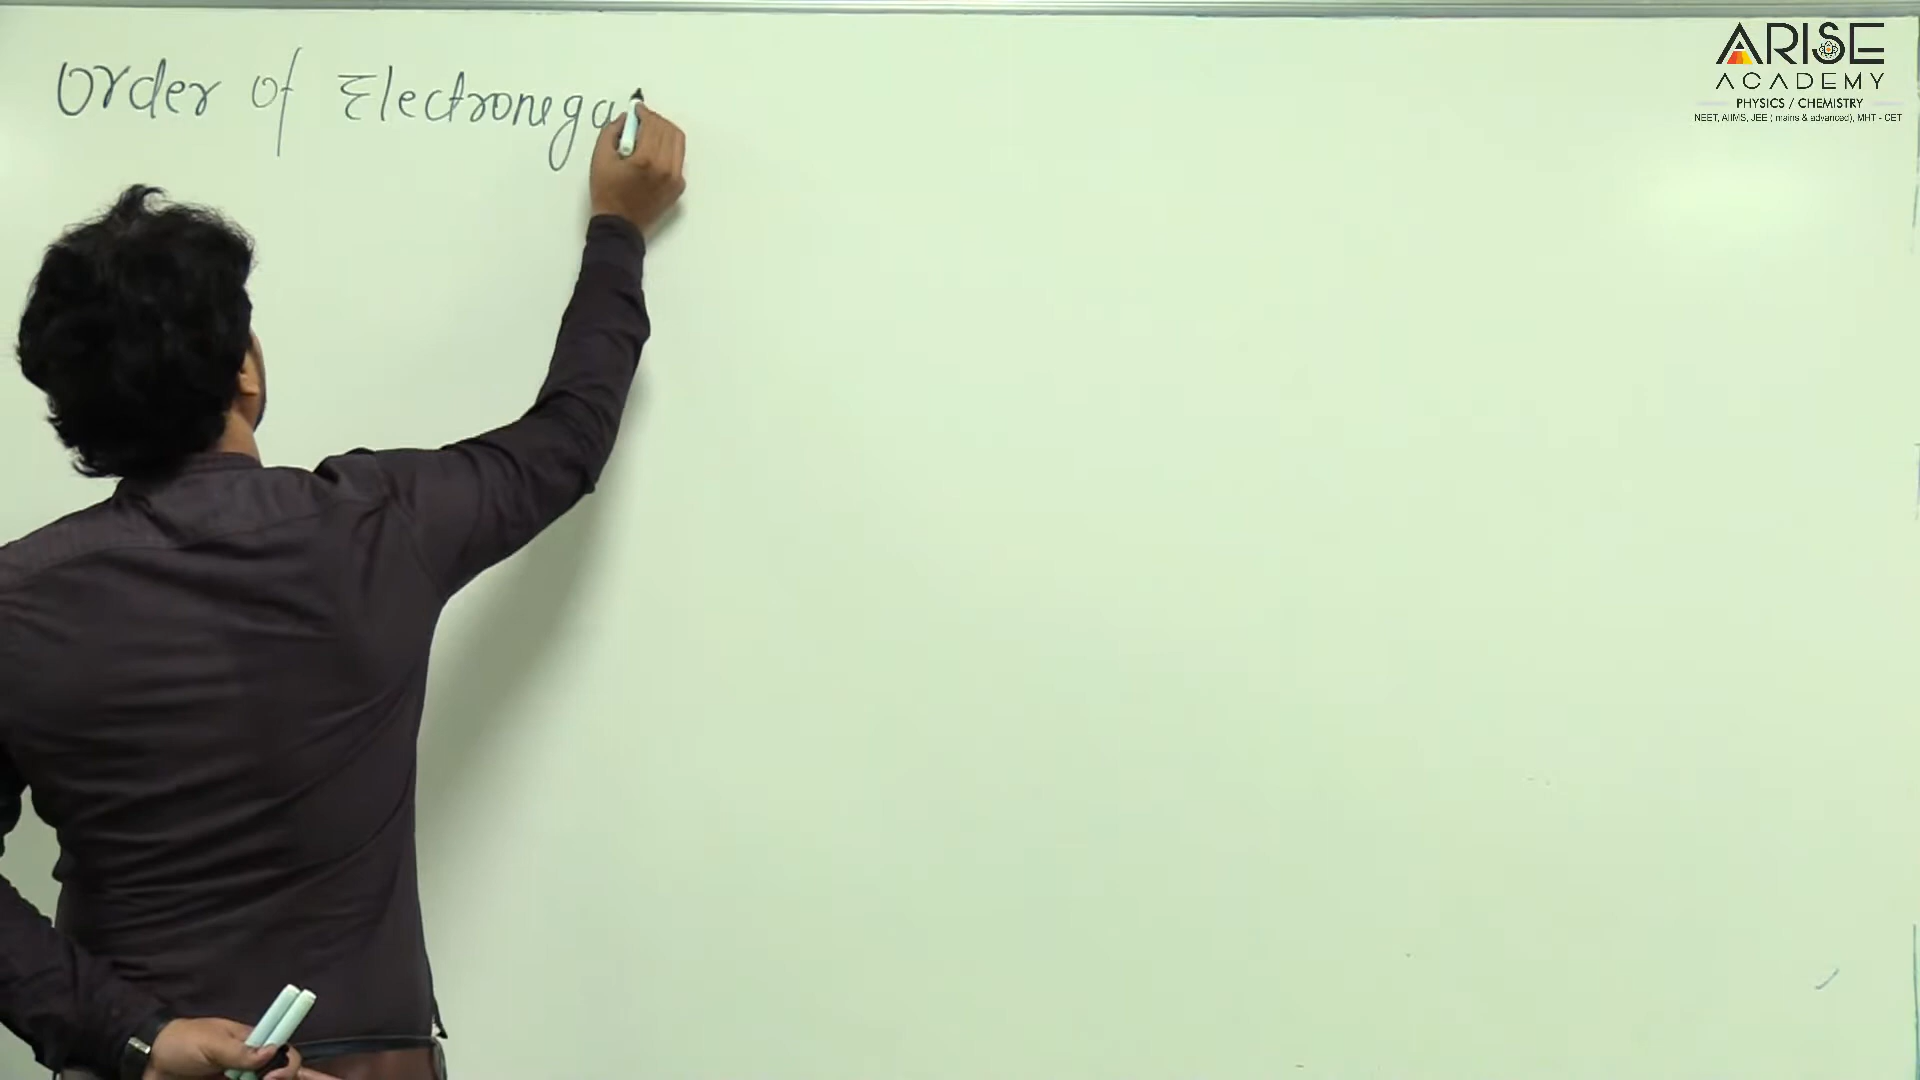 Order of Electronega
ARISE
ACADEMY
PHYSICS / CHEMISTRY
NEET, AIIMS, JEE ( mains & advanced), MHT - CET